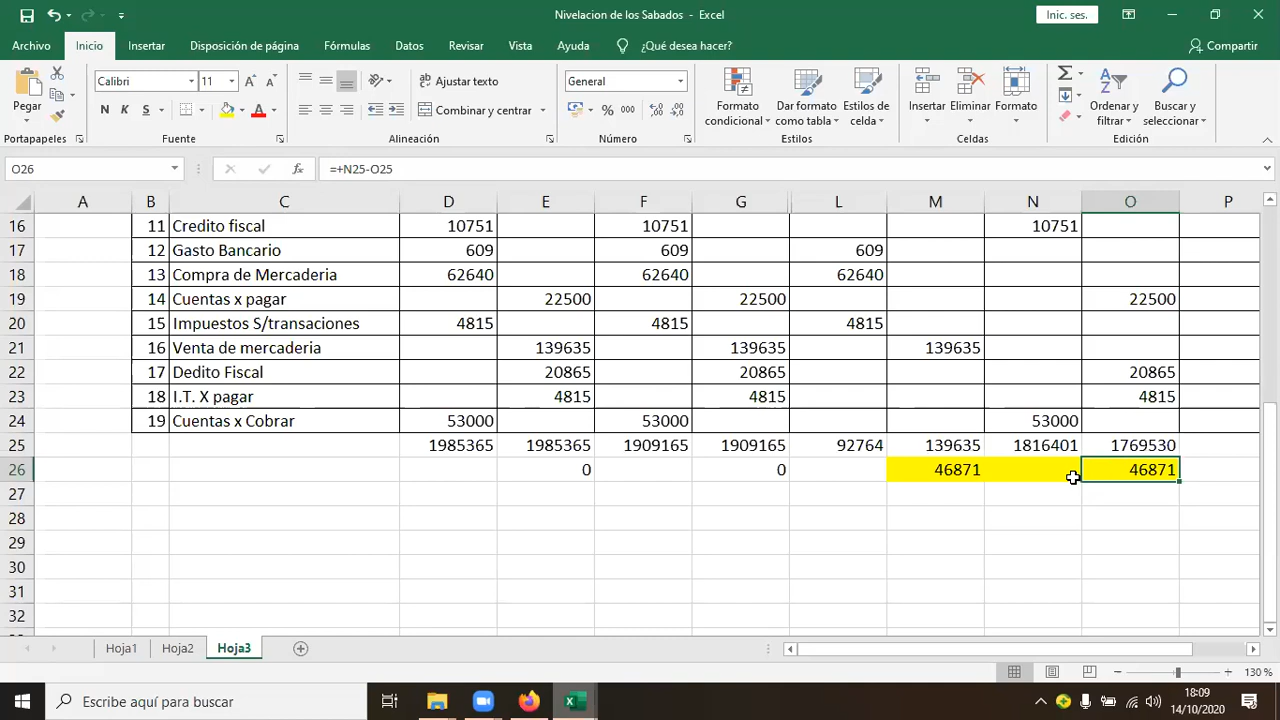 Nivelacion de los Sabados - Excel
Inic. ses.
Archivo Inicio Insertar Disposición de página Fórmulas Datos Revisar Vista Ayuda ¿Qué desea hacer? Compartir
Calibri 11 Ajustar texto General
Pegar N K S Combinar y centrar % 000 Formato condicional Dar formato como tabla Estilos de celda Insertar Eliminar Formato Ordenar y filtrar Buscar y seleccionar
Portapapeles Fuente Alineación Número Estilos Celdas Edición
O26 fx =+N25-O25
A B C D E F G L M N O P
16 11 Credito fiscal 10751 10751 10751
17 12 Gasto Bancario 609 609 609
18 13 Compra de Mercaderia 62640 62640 62640
19 14 Cuentas x pagar 22500 22500 22500
20 15 Impuestos S/transaciones 4815 4815 4815
21 16 Venta de mercaderia 139635 139635 139635
22 17 Dedito Fiscal 20865 20865 20865
23 18 I.T. X pagar 4815 4815 4815
24 19 Cuentas x Cobrar 53000 53000 53000
25 1985365 1985365 1909165 1909165 92764 139635 1816401 1769530
26 0 0 46871 46871
27
28
29
30
31
32
Hoja1 Hoja2 Hoja3
130 %
Escribe aquí para buscar
18:09
14/10/2020